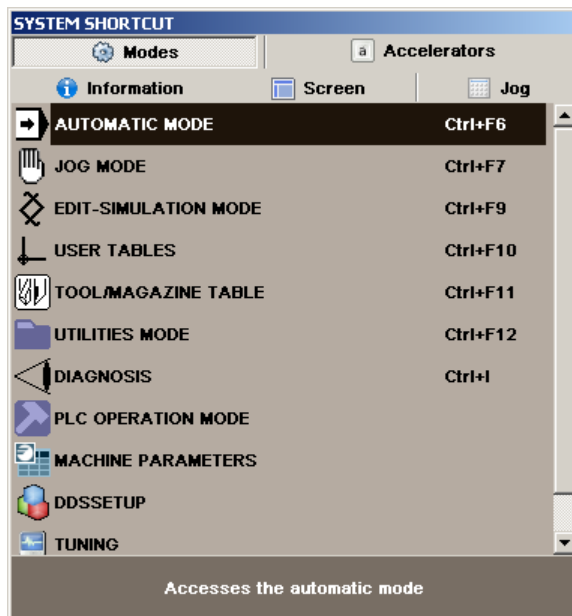 SYSTEM SHORTCUT
Modes
a Accelerators
Information
Screen
Jog
AUTOMATIC MODE Ctrl+F6
JOG MODE Ctrl+F7
EDIT-SIMULATION MODE Ctrl+F9
USER TABLES Ctrl+F10
TOOL/MAGAZINE TABLE Ctrl+F11
UTILITIES MODE Ctrl+F12
DIAGNOSIS Ctrl+I
PLC OPERATION MODE
MACHINE PARAMETERS
DDSSETUP
TUNING
Accesses the automatic mode